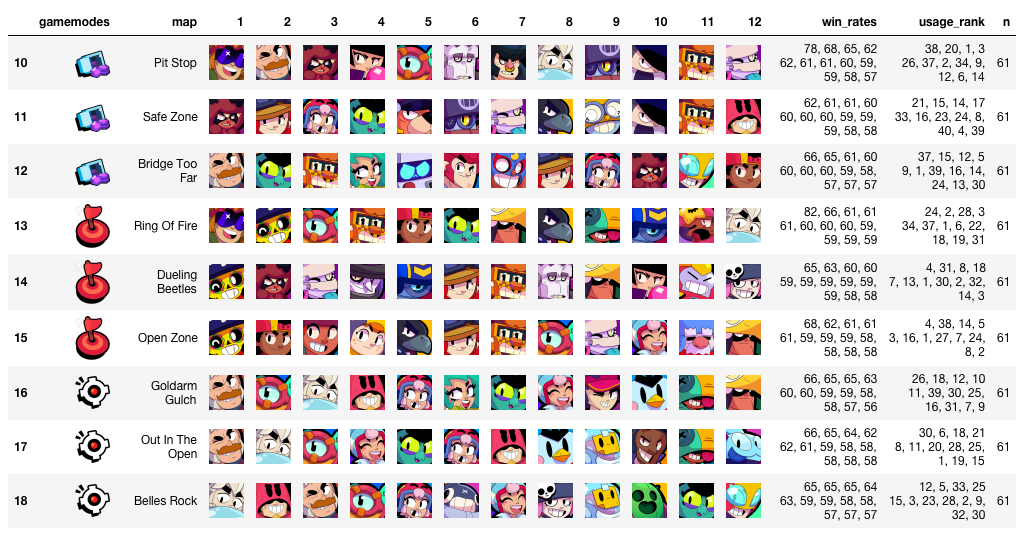 gamemodes map 1 2 3 4 5 6 7 8 9 10 11 12 win_rates usage_rank n
10 Pit Stop 78, 68, 65, 62 38, 20, 1, 3 61
62, 61, 61, 60, 59, 26, 37, 2, 34, 9,
59, 58, 57 12, 6, 14
11 Safe Zone 62, 61, 61, 60 21, 15, 14, 17 61
60, 60, 60, 59, 59, 33, 16, 23, 24, 8,
59, 58, 58 40, 4, 39
12 Bridge Too Far 66, 65, 61, 60 37, 15, 12, 5 61
60, 60, 60, 59, 58, 9, 1, 39, 16, 14,
57, 57, 57 24, 13, 30
13 Ring Of Fire 82, 66, 61, 61 24, 2, 28, 3 61
61, 60, 60, 60, 59, 34, 37, 1, 6, 22,
59, 59, 59 18, 19, 31
14 Dueling Beetles 65, 63, 60, 60 4, 31, 8, 18 61
59, 59, 59, 59, 59, 7, 13, 1, 30, 2, 32,
59, 58, 58 14, 3
15 Open Zone 68, 62, 61, 61 4, 38, 14, 5 61
61, 59, 59, 59, 58, 3, 16, 1, 27, 7, 24,
58, 58, 58 8, 2
16 Goldarm Gulch 66, 65, 65, 63 26, 18, 12, 10 61
60, 60, 59, 59, 58, 11, 39, 30, 25,
58, 57, 56 16, 31, 7, 9
17 Out In The Open 66, 65, 64, 62 30, 6, 18, 21 61
62, 61, 59, 58, 58, 8, 11, 20, 28, 25,
58, 58, 58 1, 19, 15
18 Belles Rock 65, 65, 65, 64 12, 5, 33, 25 61
63, 59, 59, 58, 58, 15, 3, 23, 28, 2, 9,
57, 57, 57 32, 30